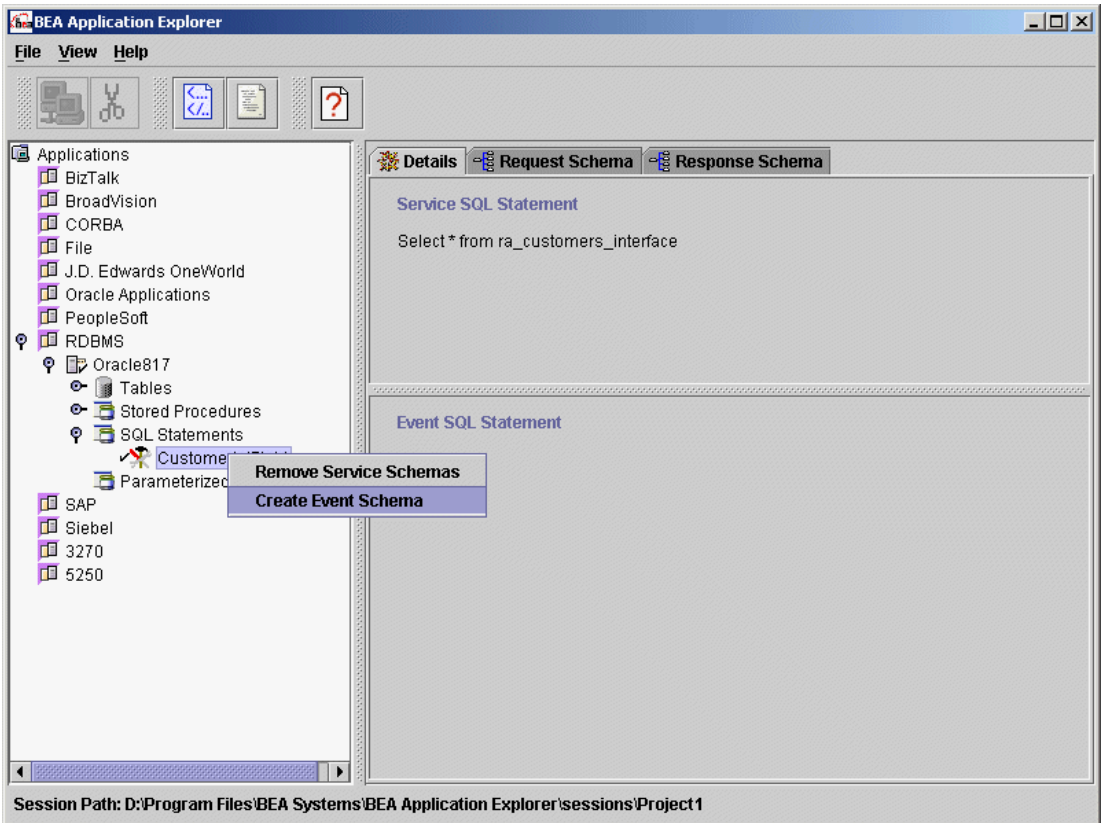 BEA Application Explorer
File View Help
Applications
BizTalk
BroadVision
CORBA
File
J.D. Edwards OneWorld
Oracle Applications
PeopleSoft
RDBMS
Oracle817
Tables
Stored Procedures
SQL Statements
Parameterized
SAP
Siebel
3270
5250
Remove Service Schemas
Create Event Schema
Details Request Schema Response Schema
Service SQL Statement
Select * from ra_customers_interface
Event SQL Statement
Session Path: D:\Program Files\BEA Systems\BEA Application Explorer\sessions\Project1